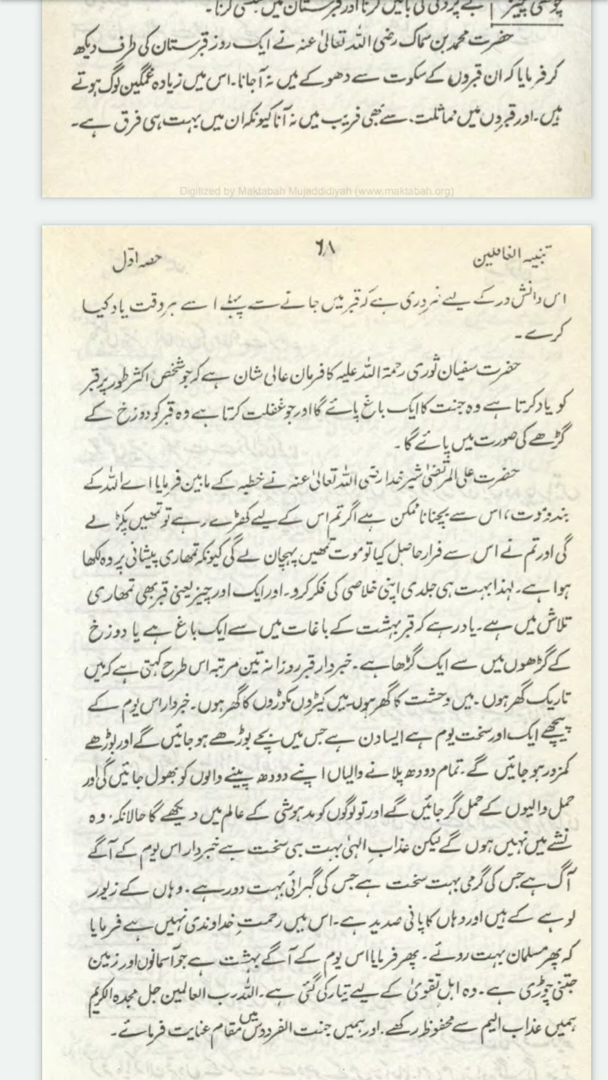 چوتھی چیز بے پردگی کی باتیں کرنا اور قبرستان میں ہنسی کرنا۔
حضرت محمد بن سماک رضی اللہ تعالیٰ عنہ نے ایک روز قبرستان کی طرف دیکھ
کر فرمایا کہ ان قبروں کے سکوت سے دھوکے میں نہ آجانا۔ اس میں زیادہ غمگین لوگ ہوتے
ہیں۔ اور قبروں میں مماثلت سے بھی فریب میں نہ آنا کیونکہ ان میں بہت ہی فرق ہے۔
Digitized by Maktabah Mujaddidiyah (www.maktabah.org)
تنبیہ الغافلین ۶۸ حصہ اوّل
اس دانش ور کے لیے ضروری ہے کہ قبر میں جانے سے پہلے اسے ہر وقت یاد کیا
کرے۔
حضرت سفیان ثوری رحمۃ اللہ علیہ کا فرمان عالی شان ہے کہ جو شخص اکثر طور پر قبر
کو یاد کرتا ہے وہ جنت کا ایک باغ پائے گا اور جو غفلت کرتا ہے وہ قبر کو دوزخ کے
گڑھے کی صورت میں پائے گا۔
حضرت علی المرتضیٰ شیر خدا رضی اللہ تعالیٰ عنہ نے خطبہ کے مابین فرمایا اے اللہ کے
بندو موت، اس سے بچنا ناممکن ہے اگر تم اس کے لیے کھڑے رہے تو تمھیں پکڑ لے
گی اور تم نے اس سے فرار حاصل کیا تو موت تمھیں پہچان لے گی کیونکہ تمھاری پیشانی پر وہ لکھا
ہوا ہے۔ لہذا بہت ہی جلدی اپنی خلاصی کی فکر کرو۔ اور ایک اور چیز یعنی قبر بھی تمھاری
تلاش میں ہے۔ یاد رہے کہ قبر بہشت کے باغات میں سے ایک باغ ہے یا دوزخ
کے گڑھوں میں سے ایک گڑھا ہے۔ خبردار قبر روزانہ تین مرتبہ اس طرح کہتی ہے کہ میں
تاریک گھر ہوں۔ میں وحشت کا گھر ہوں۔ میں کیڑوں مکوڑوں کا گھر ہوں۔ خبردار اس یوم کے
پیچھے ایک اور سخت یوم ہے ایسا دن ہے جس میں بچے بوڑھے ہو جائیں گے اور بوڑھے
کمزور ہو جائیں گے۔ تمام دودھ پلانے والیاں اپنے دودھ پینے والوں کو بھول جائیں گی اور
حمل والیوں کے حمل گر جائیں گے اور تو لوگوں کو مدہوشی کے عالم میں دیکھے گا حالانکہ وہ
نشے میں نہیں ہوں گے لیکن عذاب الٰہی بہت ہی سخت ہے خبردار اس یوم کے آگے
آگ ہے جس کی گرمی بہت سخت ہے جس کی گہرائی بہت دور ہے۔ وہاں کے زیور
لوہے کے ہیں اور وہاں کا پانی صدید ہے۔ اس میں رحمت خداوندی نہیں ہے فرمایا
کہ پھر مسلمان بہت روئے۔ پھر فرمایا اس یوم کے آگے بہشت ہے جو آسمانوں اور زمین
جتنی چوڑی ہے۔ وہ اہل تقویٰ کے لیے تیار کی گئی ہے۔ اللہ رب العالمین جل مجدہ الکریم
ہمیں عذاب الیم سے محفوظ رکھے۔ اور ہمیں جنت الفردوس میں مقام عنایت فرمائے۔